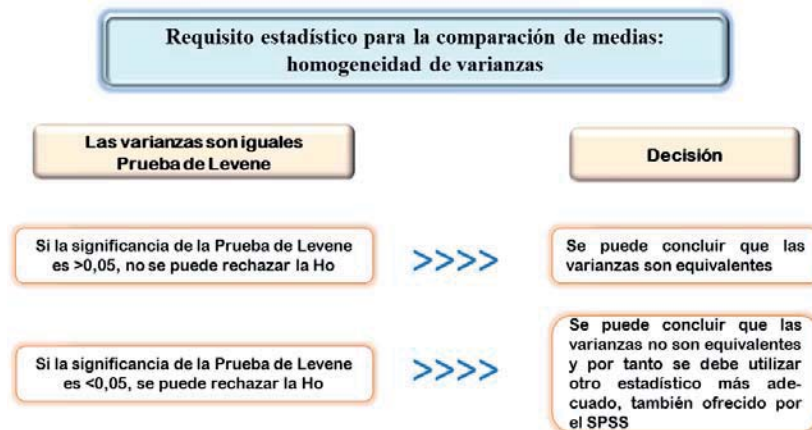 Requisito estadístico para la comparación de medias:
homogeneidad de varianzas
Las varianzas son iguales
Prueba de Levene
Decisión
Si la significancia de la Prueba de Levene
es >0,05, no se puede rechazar la Ho
>>>>
Se puede concluir que las
varianzas son equivalentes
Si la significancia de la Prueba de Levene
es <0,05, se puede rechazar la Ho
>>>>
Se puede concluir que las
varianzas no son equivalentes
y por tanto se debe utilizar
otro estadístico más ade-
cuado, también ofrecido por
el SPSS